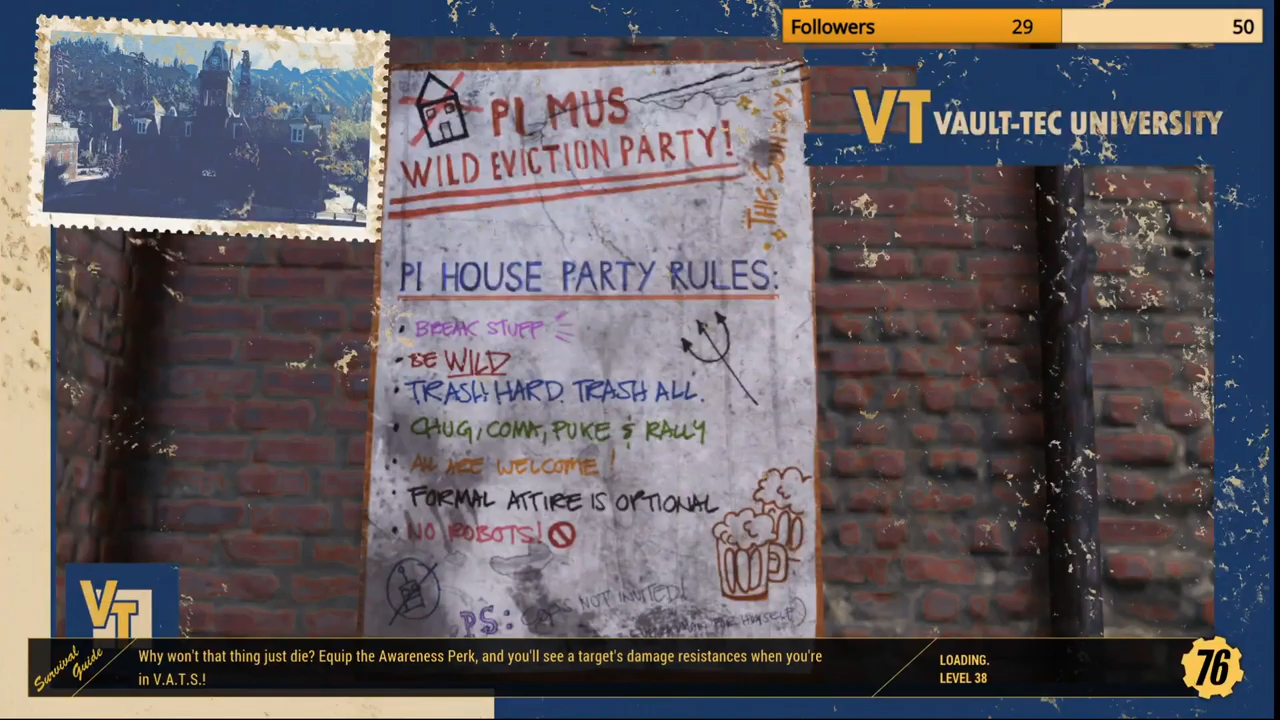 Followers 29 50
VT VAULT-TEC UNIVERSITY
PI MUS
WILD EVICTION PARTY!
THIS SUNDAY
PI HOUSE PARTY RULES:
• BREAK STUFF
• BE WILD
• TRASH HARD. TRASH ALL.
• CHUG, COMA, PUKE & RALLY
• ALL ARE WELCOME!
• FORMAL ATTIRE IS OPTIONAL
• NO ROBOTS!
PS: NOT INVITED!
HIMSELF)
VT
Survival Guide
Why won't that thing just die? Equip the Awareness Perk, and you'll see a target's damage resistances when you're
in V.A.T.S.!
LOADING.
LEVEL 38
76